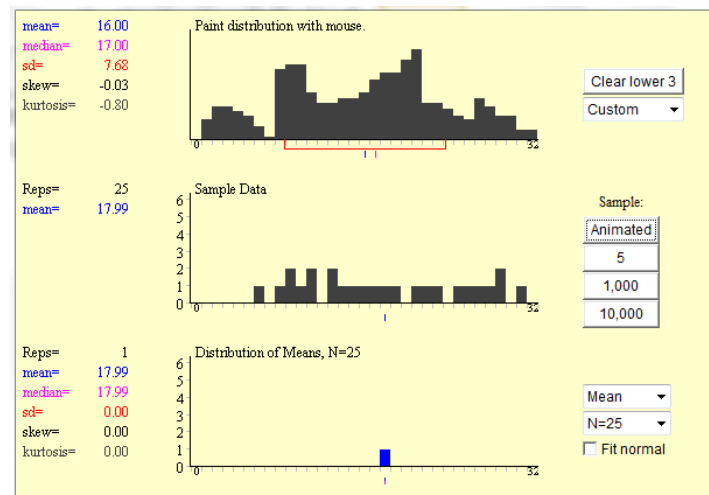 mean= 16.00
median= 17.00
sd= 7.68
skew= -0.03
kurtosis= -0.80
Paint distribution with mouse.
0 32
Clear lower 3
Custom
Reps= 25
mean= 17.99
Sample Data
6
5
4
3
2
1
0
0 32
Sample:
Animated
5
1,000
10,000
Reps= 1
mean= 17.99
median= 17.99
sd= 0.00
skew= 0.00
kurtosis= 0.00
Distribution of Means, N=25
6
5
4
3
2
1
0
0 32
Mean
N=25
Fit normal